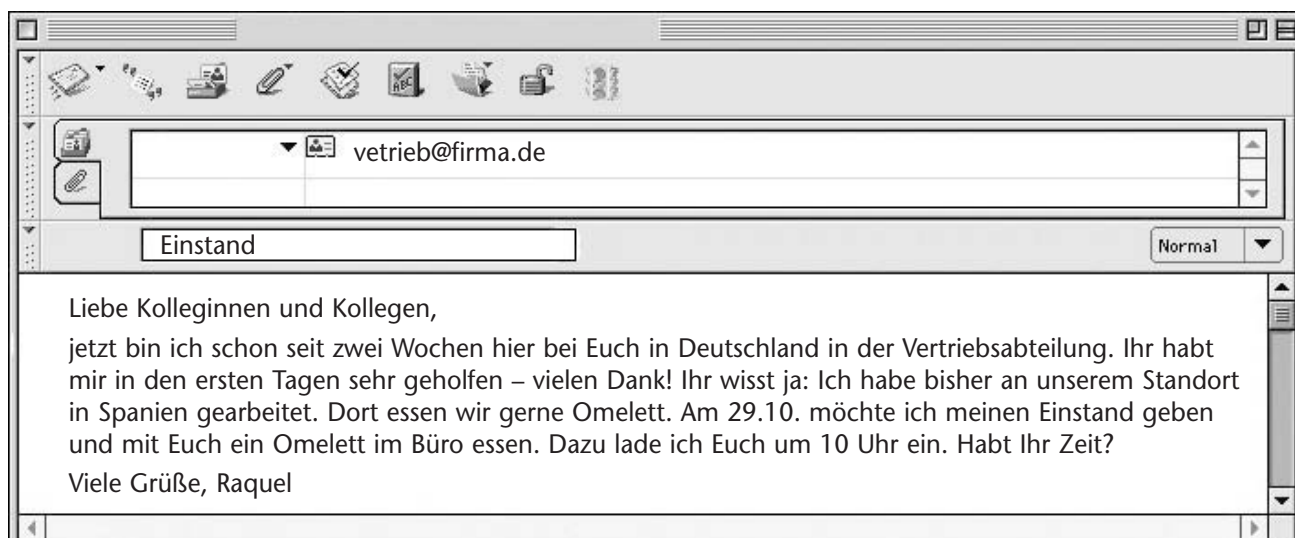 ABC
vetrieb@firma.de
Einstand
Normal
Liebe Kolleginnen und Kollegen,
jetzt bin ich schon seit zwei Wochen hier bei Euch in Deutschland in der Vertriebsabteilung. Ihr habt
mir in den ersten Tagen sehr geholfen – vielen Dank! Ihr wisst ja: Ich habe bisher an unserem Standort
in Spanien gearbeitet. Dort essen wir gerne Omelett. Am 29.10. möchte ich meinen Einstand geben
und mit Euch ein Omelett im Büro essen. Dazu lade ich Euch um 10 Uhr ein. Habt Ihr Zeit?
Viele Grüße, Raquel